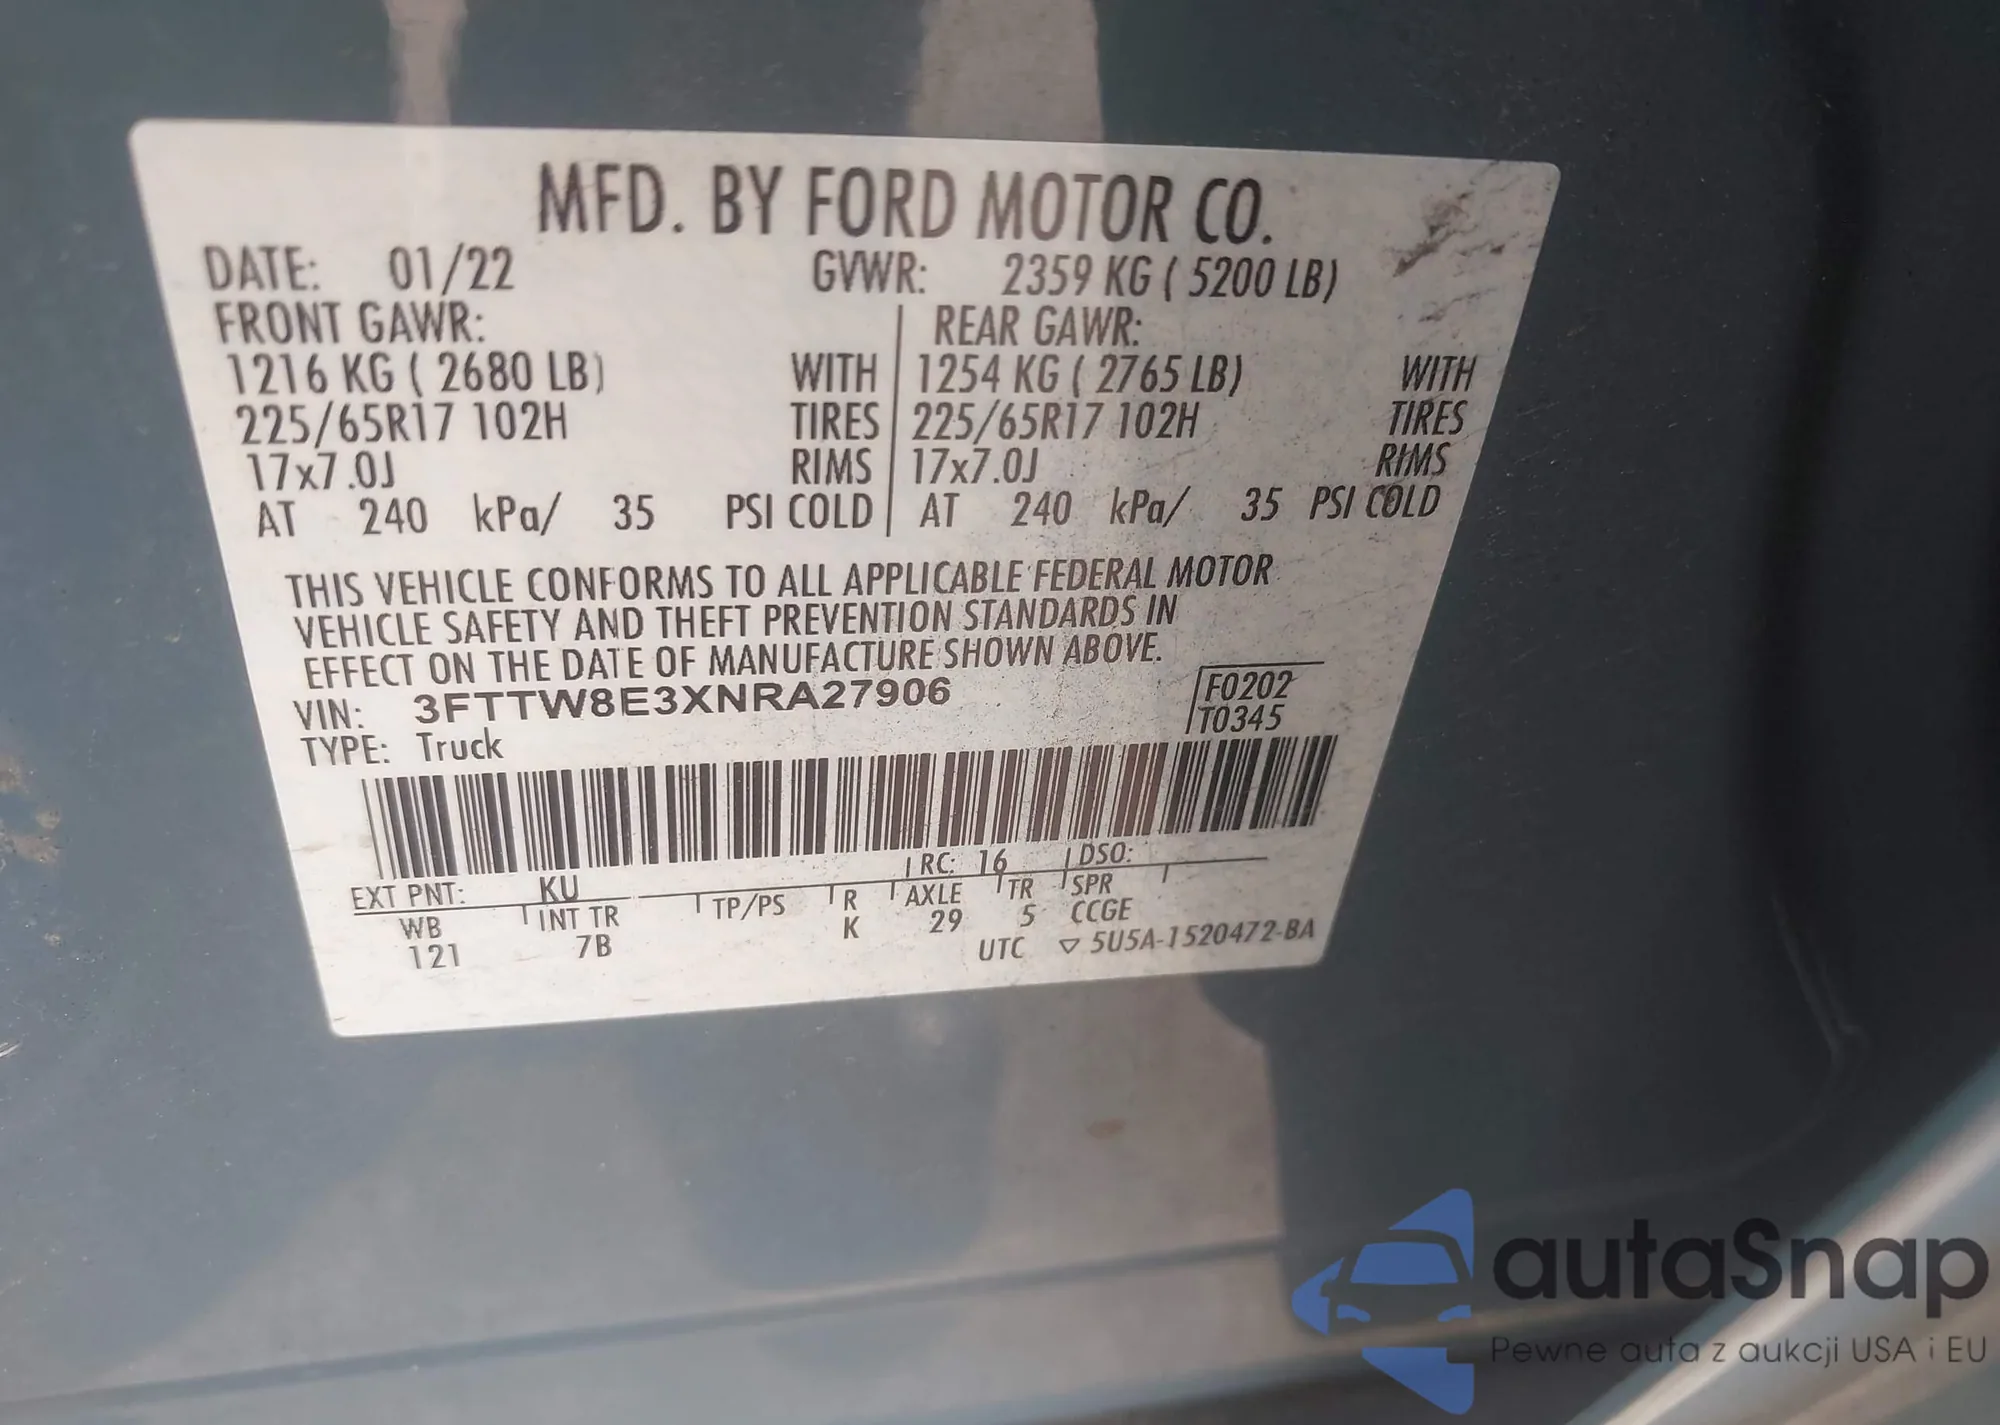 MFD. BY FORD MOTOR CO.
DATE: 01/22 GVWR: 2359 KG ( 5200 LB)
FRONT GAWR: REAR GAWR:
1216 KG ( 2680 LB) WITH 1254 KG ( 2765 LB) WITH
225/65R17 102H TIRES 225/65R17 102H TIRES
17x7.0J RIMS 17x7.0J RIMS
AT 240 kPa/ 35 PSI COLD AT 240 kPa/ 35 PSI COLD
THIS VEHICLE CONFORMS TO ALL APPLICABLE FEDERAL MOTOR
VEHICLE SAFETY AND THEFT PREVENTION STANDARDS IN
EFFECT ON THE DATE OF MANUFACTURE SHOWN ABOVE.
VIN: 3FTTW8E3XNRA27906 F0202
TYPE: Truck T0345
EXT PNT: KU RC: 16 DSO:
WB INT TR TP/PS R AXLE TR SPR
121 7B K 29 5 CCGE
UTC ▽ 5U5A-1520472-BA
autaSnap
Pewne auta z aukcji USA i EU